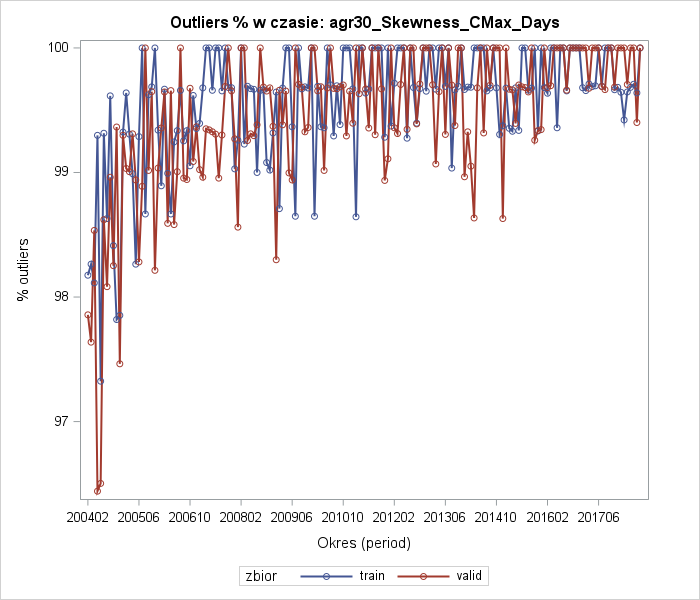 Outliers % w czasie: agr30_Skewness_CMax_Days
100
99
98
97
% outliers
200402 200506 200610 200802 200906 201010 201202 201306 201410 201602 201706
Okres (period)
zbior train valid